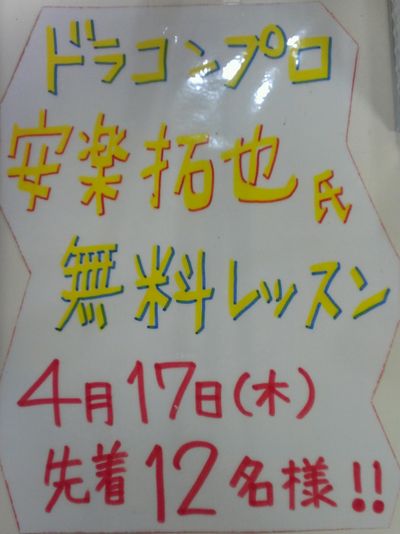 ドラコンプロ
安楽拓也氏
無料レッスン
4月17日(木)
先着12名様!!